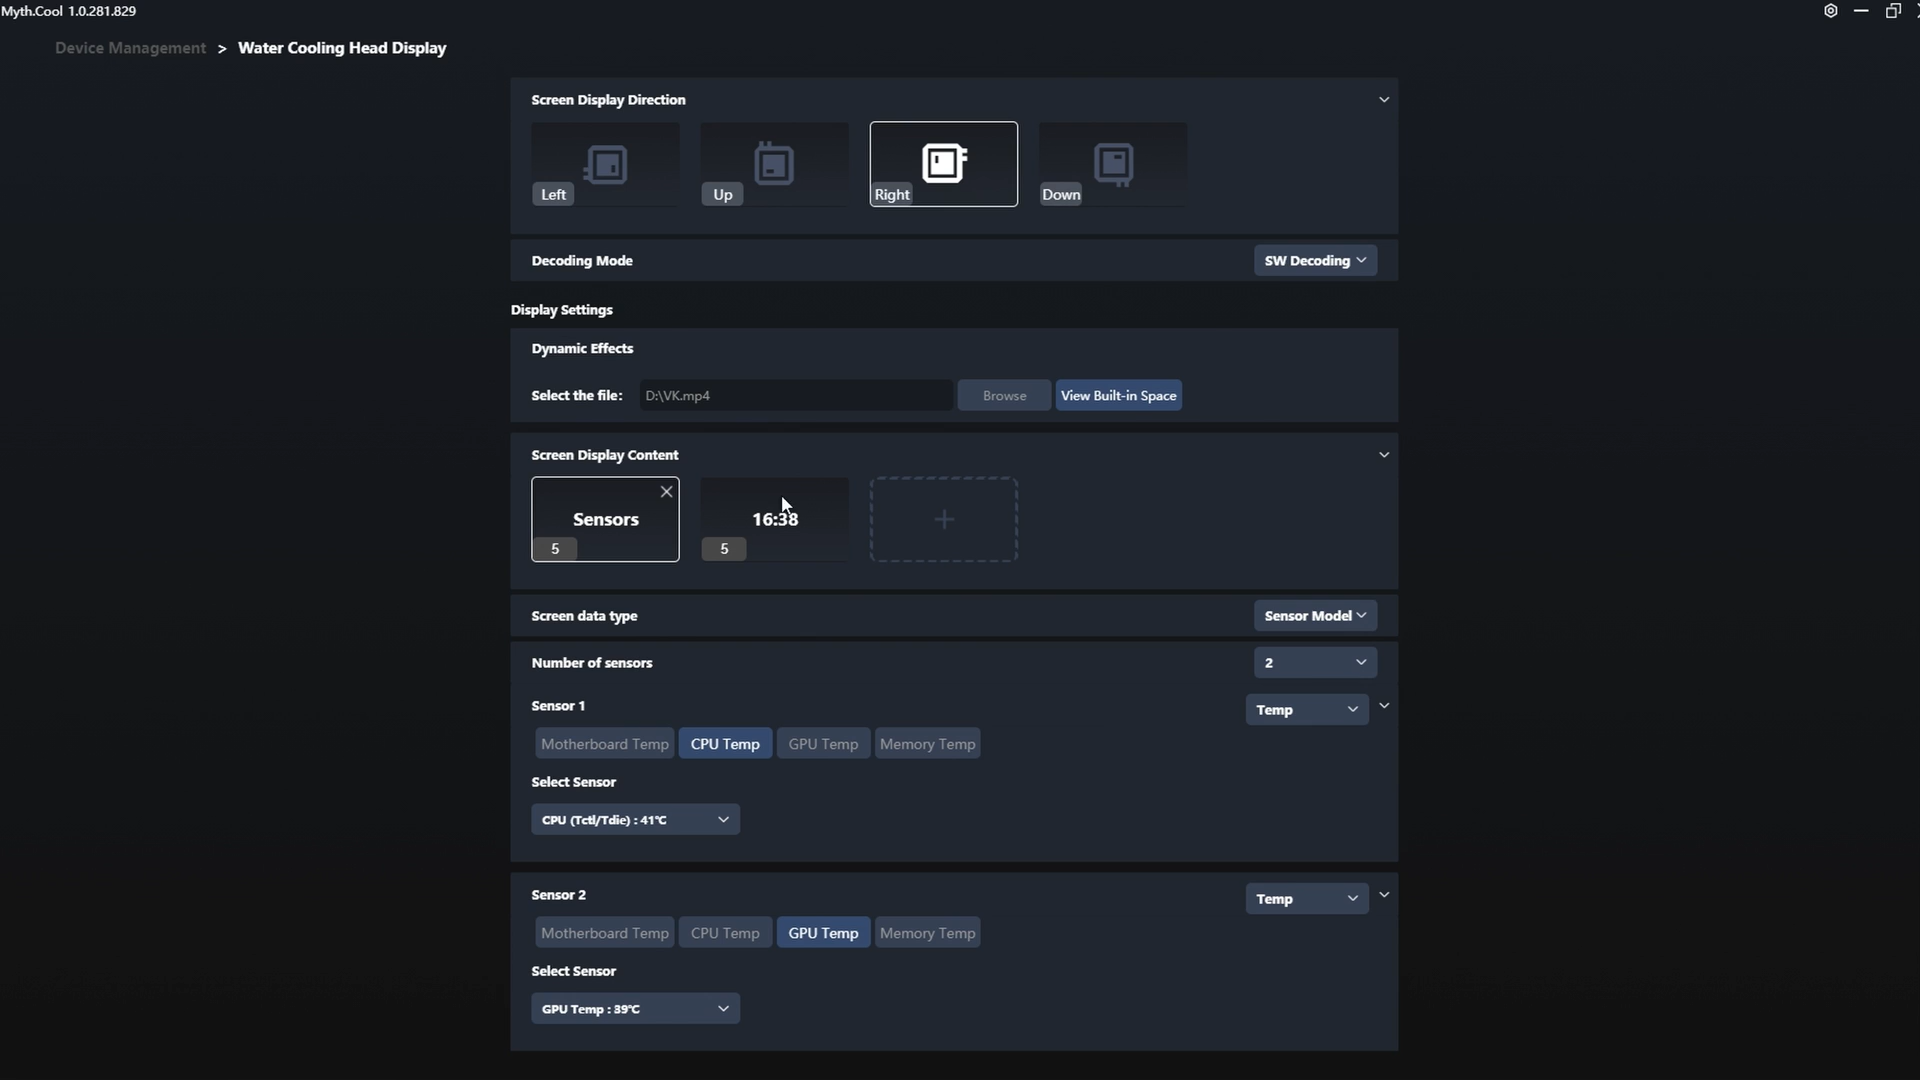 Myth.Cool 1.0.281.829
Device Management > Water Cooling Head Display
Screen Display Direction
Left
Up
Right
Down
Decoding Mode
SW Decoding
Display Settings
Dynamic Effects
Select the file:
D:\VK.mp4
Browse
View Built-in Space
Screen Display Content
Sensors
5
16:38
5
+
Screen data type
Sensor Model
Number of sensors
2
Sensor 1
Temp
Motherboard Temp
CPU Temp
GPU Temp
Memory Temp
Select Sensor
CPU (Tctl/Tdie) : 41℃
Sensor 2
Temp
Motherboard Temp
CPU Temp
GPU Temp
Memory Temp
Select Sensor
GPU Temp : 39℃